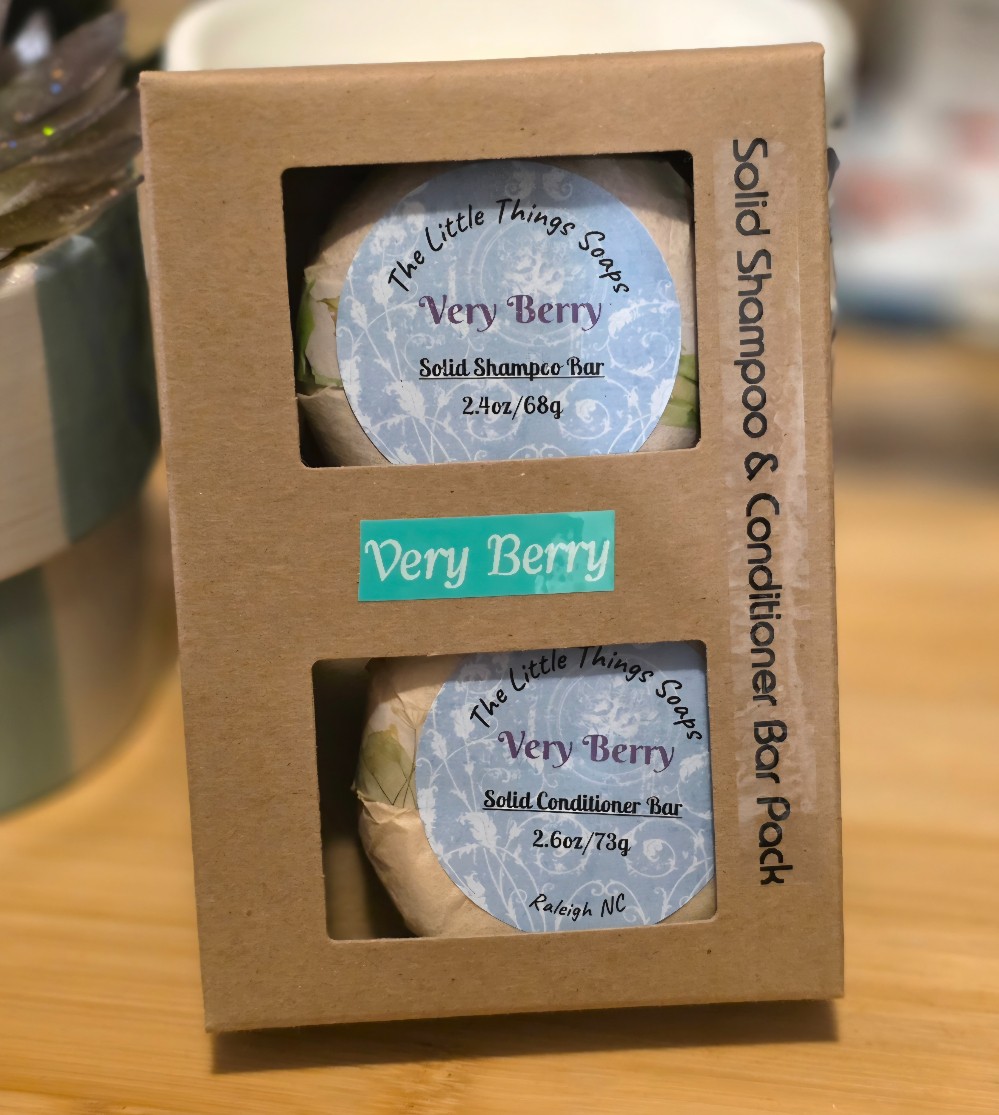 The Little Things Soaps
Very Berry
Solid Shampoo Bar
2.4oz/68g
Very Berry
The Little Things Soaps
Very Berry
Solid Conditioner Bar
2.6oz/73g
Raleigh NC
Solid Shampoo & Conditioner Bar Pack